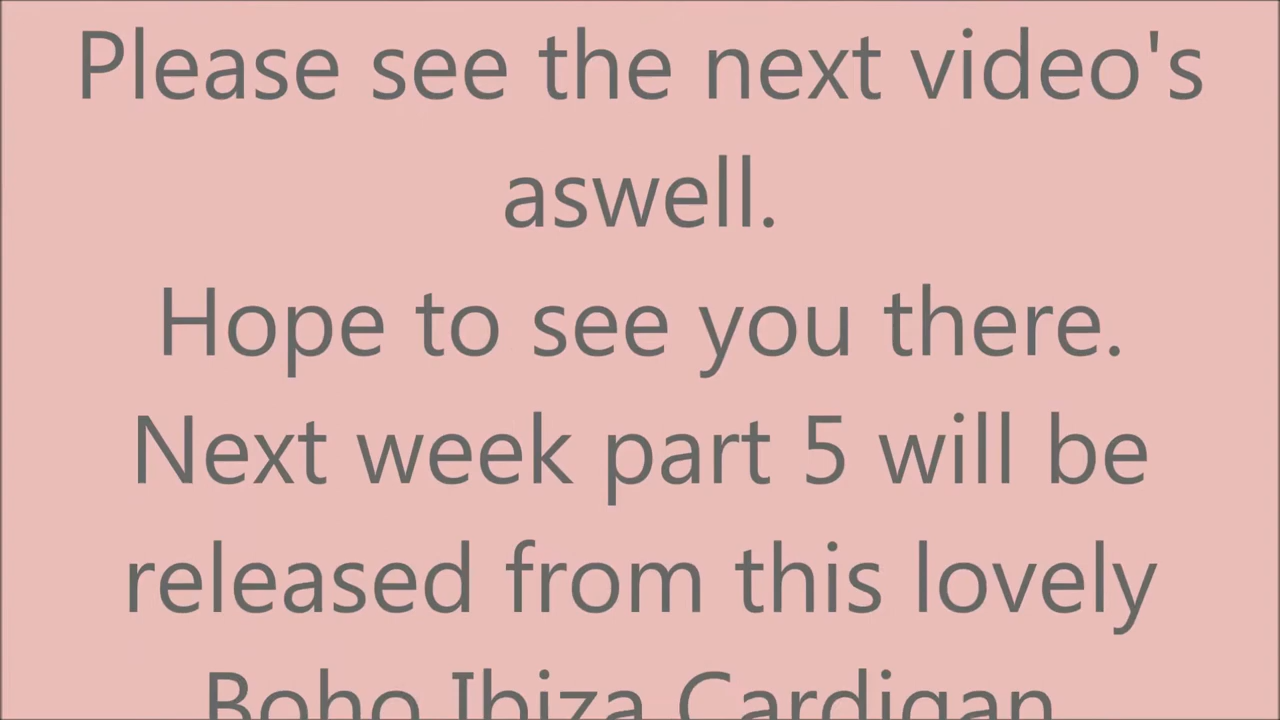 Please see the next video's
aswell.
Hope to see you there.
Next week part 5 will be
released from this lovely
Boho Ibiza Cardigan